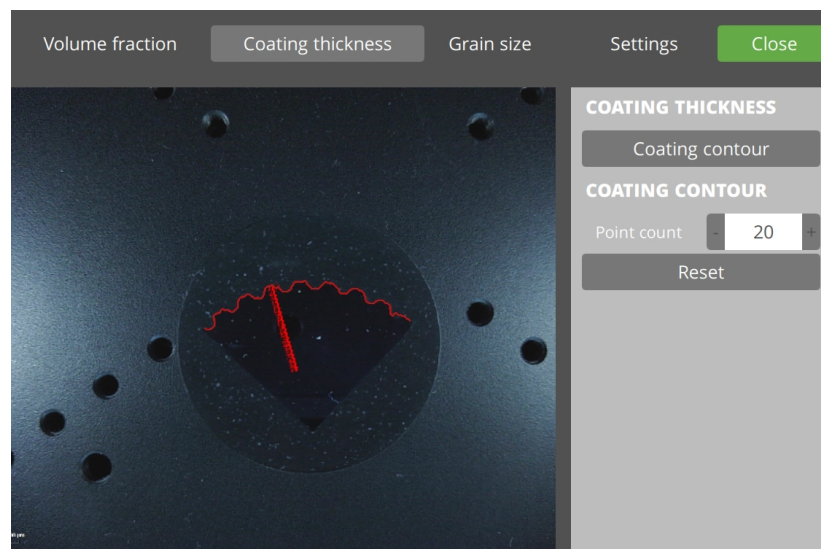 Volume fraction Coating thickness Grain size Settings Close
COATING THICKNESS
Coating contour
COATING CONTOUR
Point count - 20 +
Reset